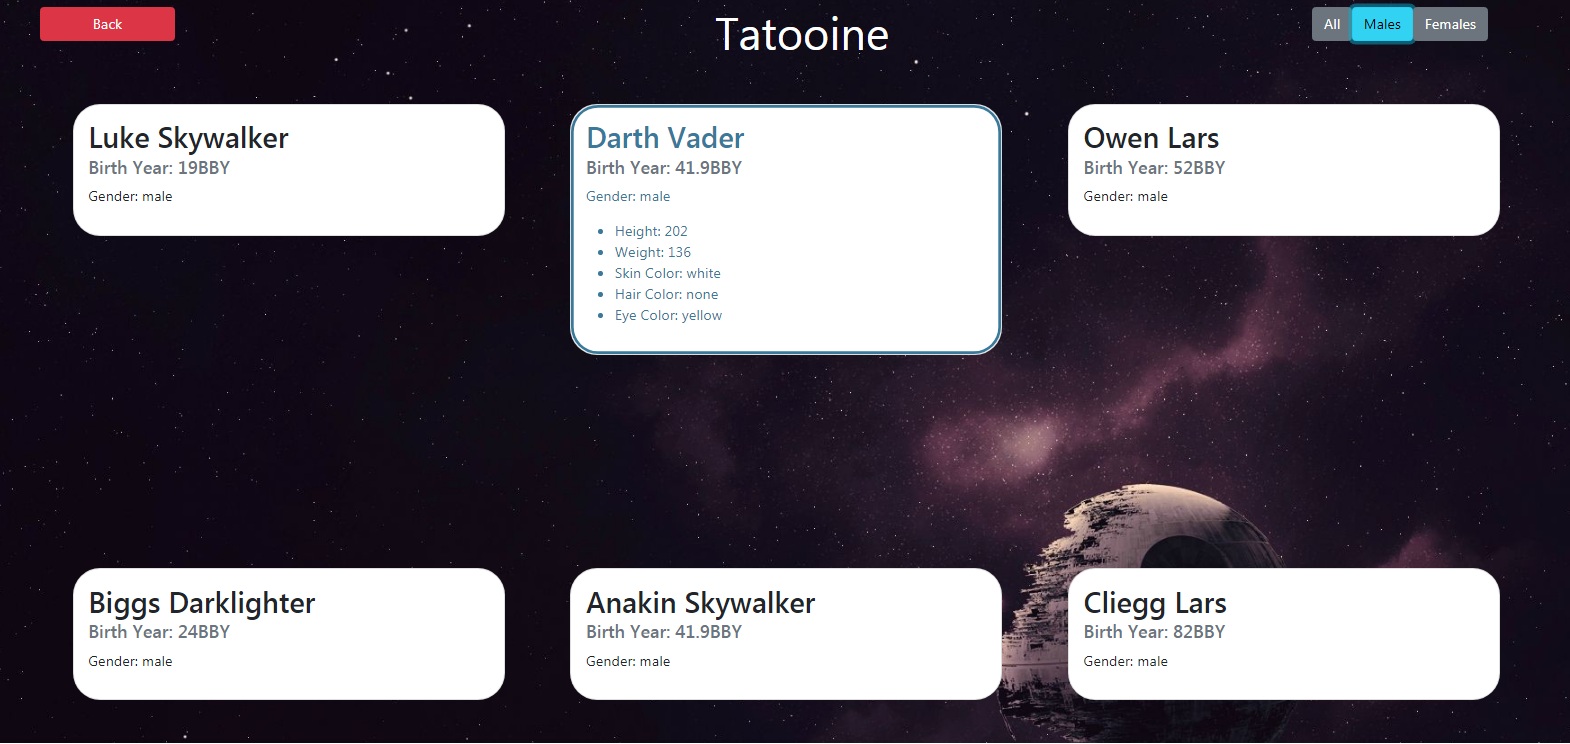 Back
Tatooine
All
Males
Females
Luke Skywalker
Birth Year: 19BBY
Gender: male
Darth Vader
Birth Year: 41.9BBY
Gender: male
Height: 202
Weight: 136
Skin Color: white
Hair Color: none
Eye Color: yellow
Owen Lars
Birth Year: 52BBY
Gender: male
Biggs Darklighter
Birth Year: 24BBY
Gender: male
Anakin Skywalker
Birth Year: 41.9BBY
Gender: male
Cliegg Lars
Birth Year: 82BBY
Gender: male